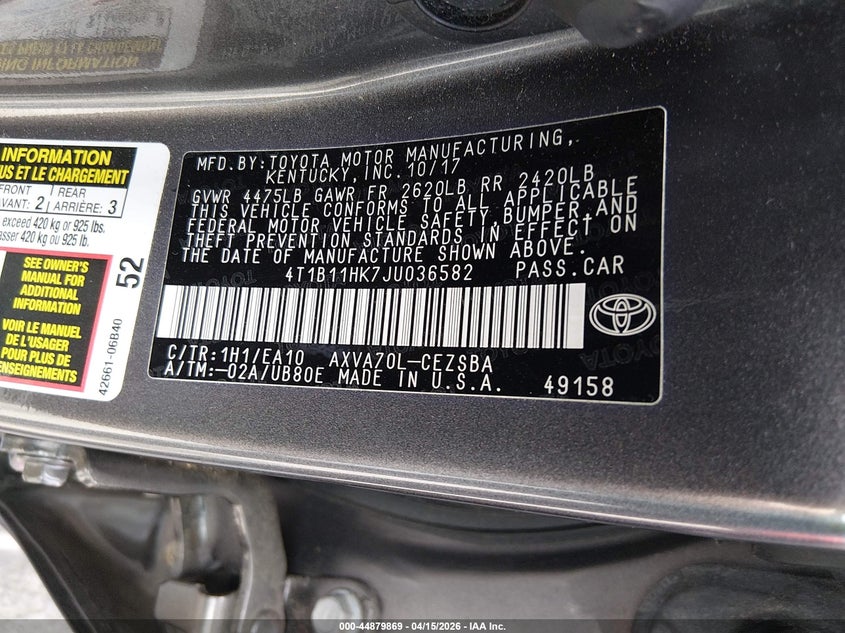 INFORMATION
US ET LE CHARGEMENT
FRONT REAR
AVANT: 2 ARRIÈRE: 3
exceed 420 kg or 925 lbs.
asser 420 kg ou 925 lb.
SEE OWNER'S
MANUAL FOR
ADDITIONAL
INFORMATION
VOIR LE MANUEL
DE L'USAGER
POUR PLUS DE
RENSEIGNEMENTS
52
42661-06B40
MFD.BY:TOYOTA MOTOR MANUFACTURING,
KENTUCKY, INC. 10/17
GVWR 4475LB GAWR FR 2620LB RR 2420LB
THIS VEHICLE CONFORMS TO ALL APPLICABLE
FEDERAL MOTOR VEHICLE SAFETY, BUMPER, AND
THEFT PREVENTION STANDARDS IN EFFECT ON
THE DATE OF MANUFACTURE SHOWN ABOVE.
4T1B11HK7JU036582 PASS.CAR
C/TR:1H1/EA10 AXVA70L-CEZSBA
A/TM:-02A/UB80E MADE IN U.S.A. 49158
000-44879869 | 04/15/2026 - IAA Inc.